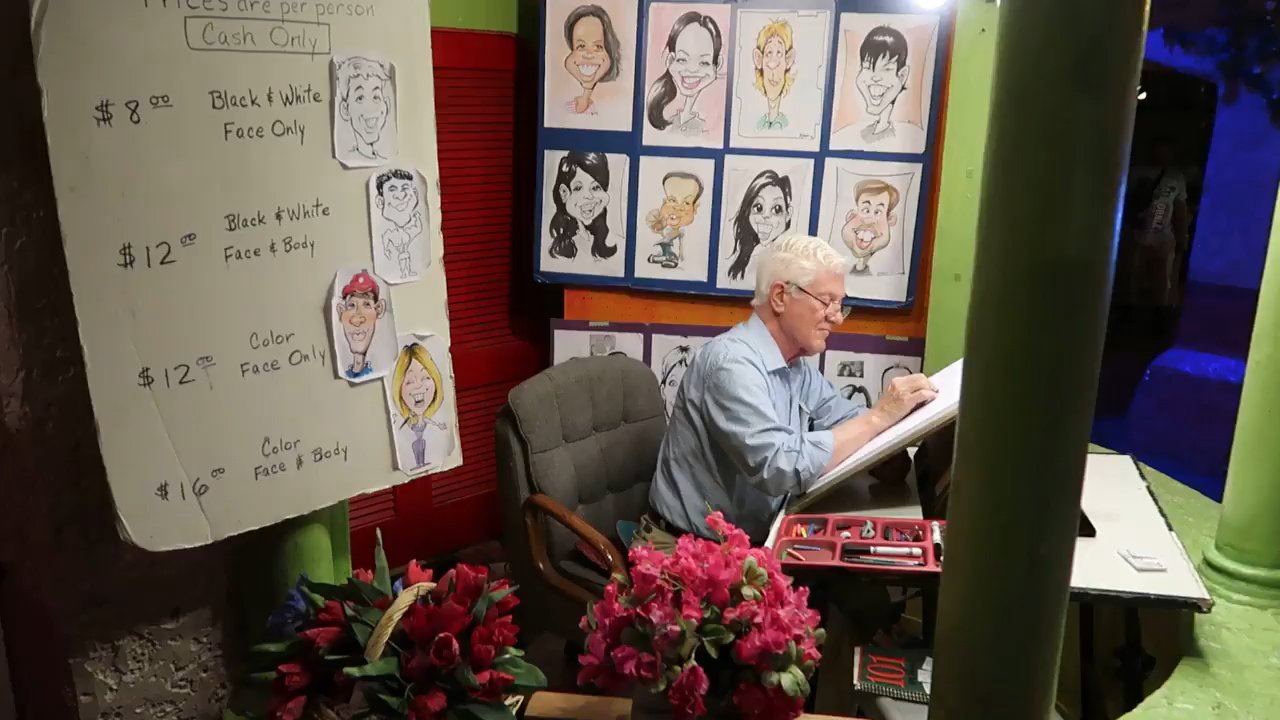 Prices are per person
Cash Only
$8.00 Black & White
Face Only
$12.00 Black & White
Face & Body
$12.00 Color
Face Only
$16.00 Color
Face & Body
101